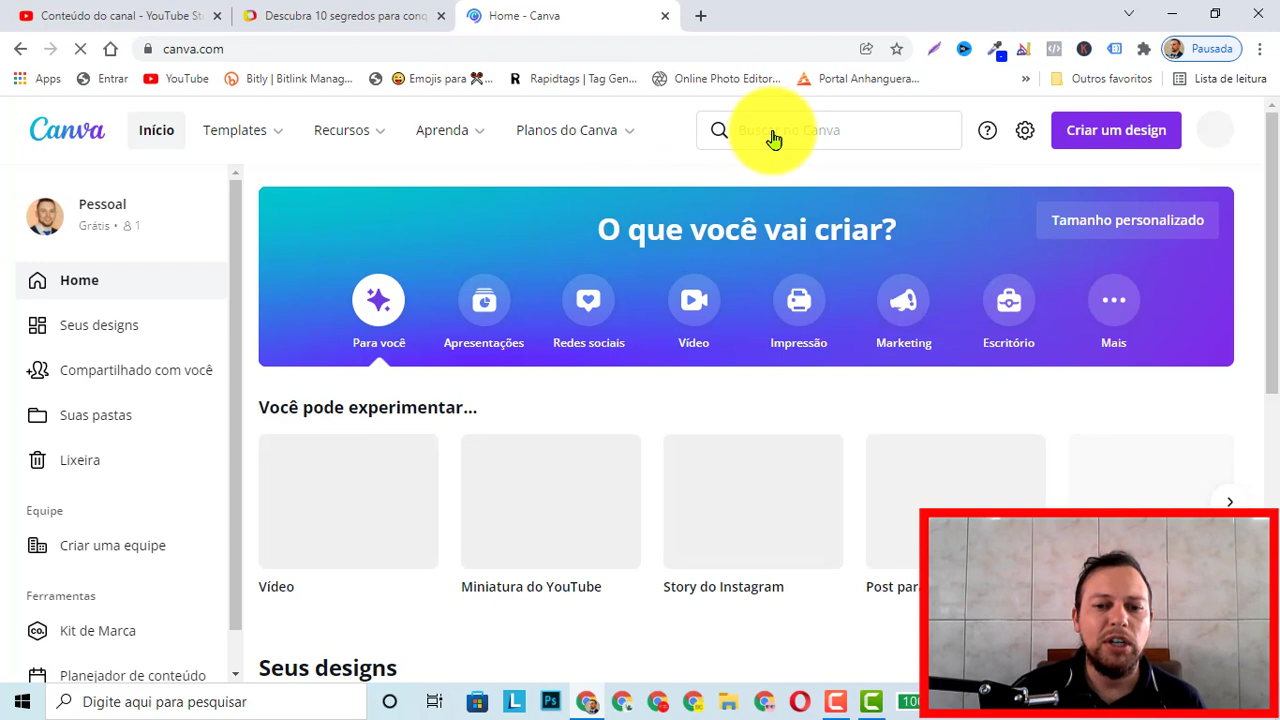 Conteúdo do canal - YouTube St
Descubra 10 segredos para conq
Home - Canva
canva.com
Pausada
Apps
Entrar
YouTube
Bitly | Bitlink Manag...
Emojis para
Rapidtags | Tag Gen...
Online Photo Editor...
Portal Anhanguera...
Outros favoritos
Lista de leitura
Canva
Início
Templates
Recursos
Aprenda
Planos do Canva
Buscar no Canva
Criar um design
Pessoal
Grátis • 1
Home
Seus designs
Compartilhado com você
Suas pastas
Lixeira
Equipe
Criar uma equipe
Ferramentas
Kit de Marca
Planejador de conteúdo
O que você vai criar?
Tamanho personalizado
Para você
Apresentações
Redes sociais
Vídeo
Impressão
Marketing
Escritório
Mais
Você pode experimentar...
Vídeo
Miniatura do YouTube
Story do Instagram
Post para
Seus designs
Digite aqui para pesquisar